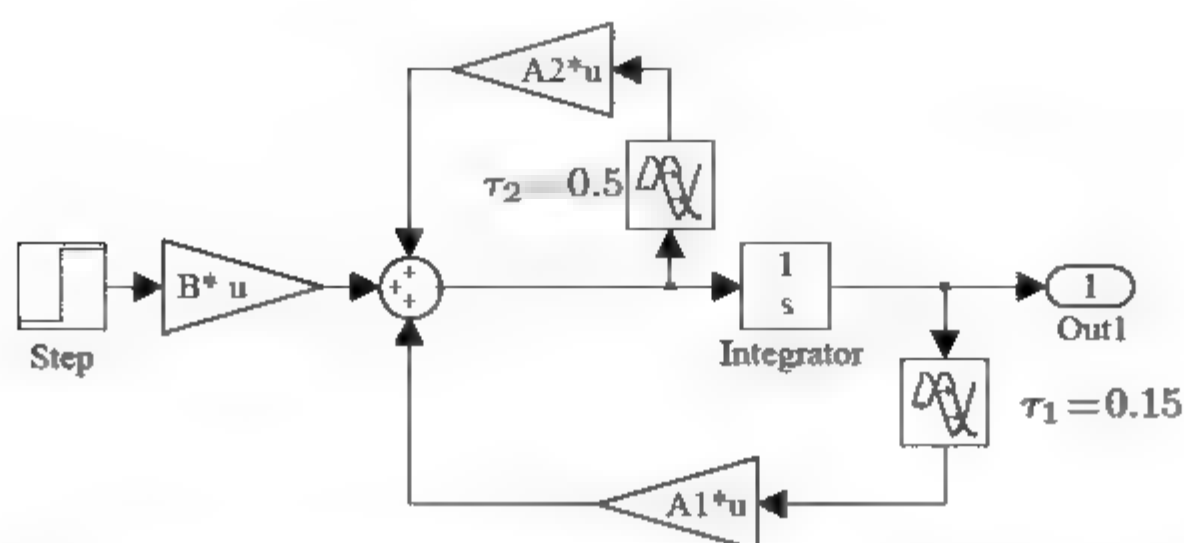 A2*u
τ2=0.5
Step
B* u
+
+
+
1
s
Integrator
1
Out1
τ1=0.15
A1*u